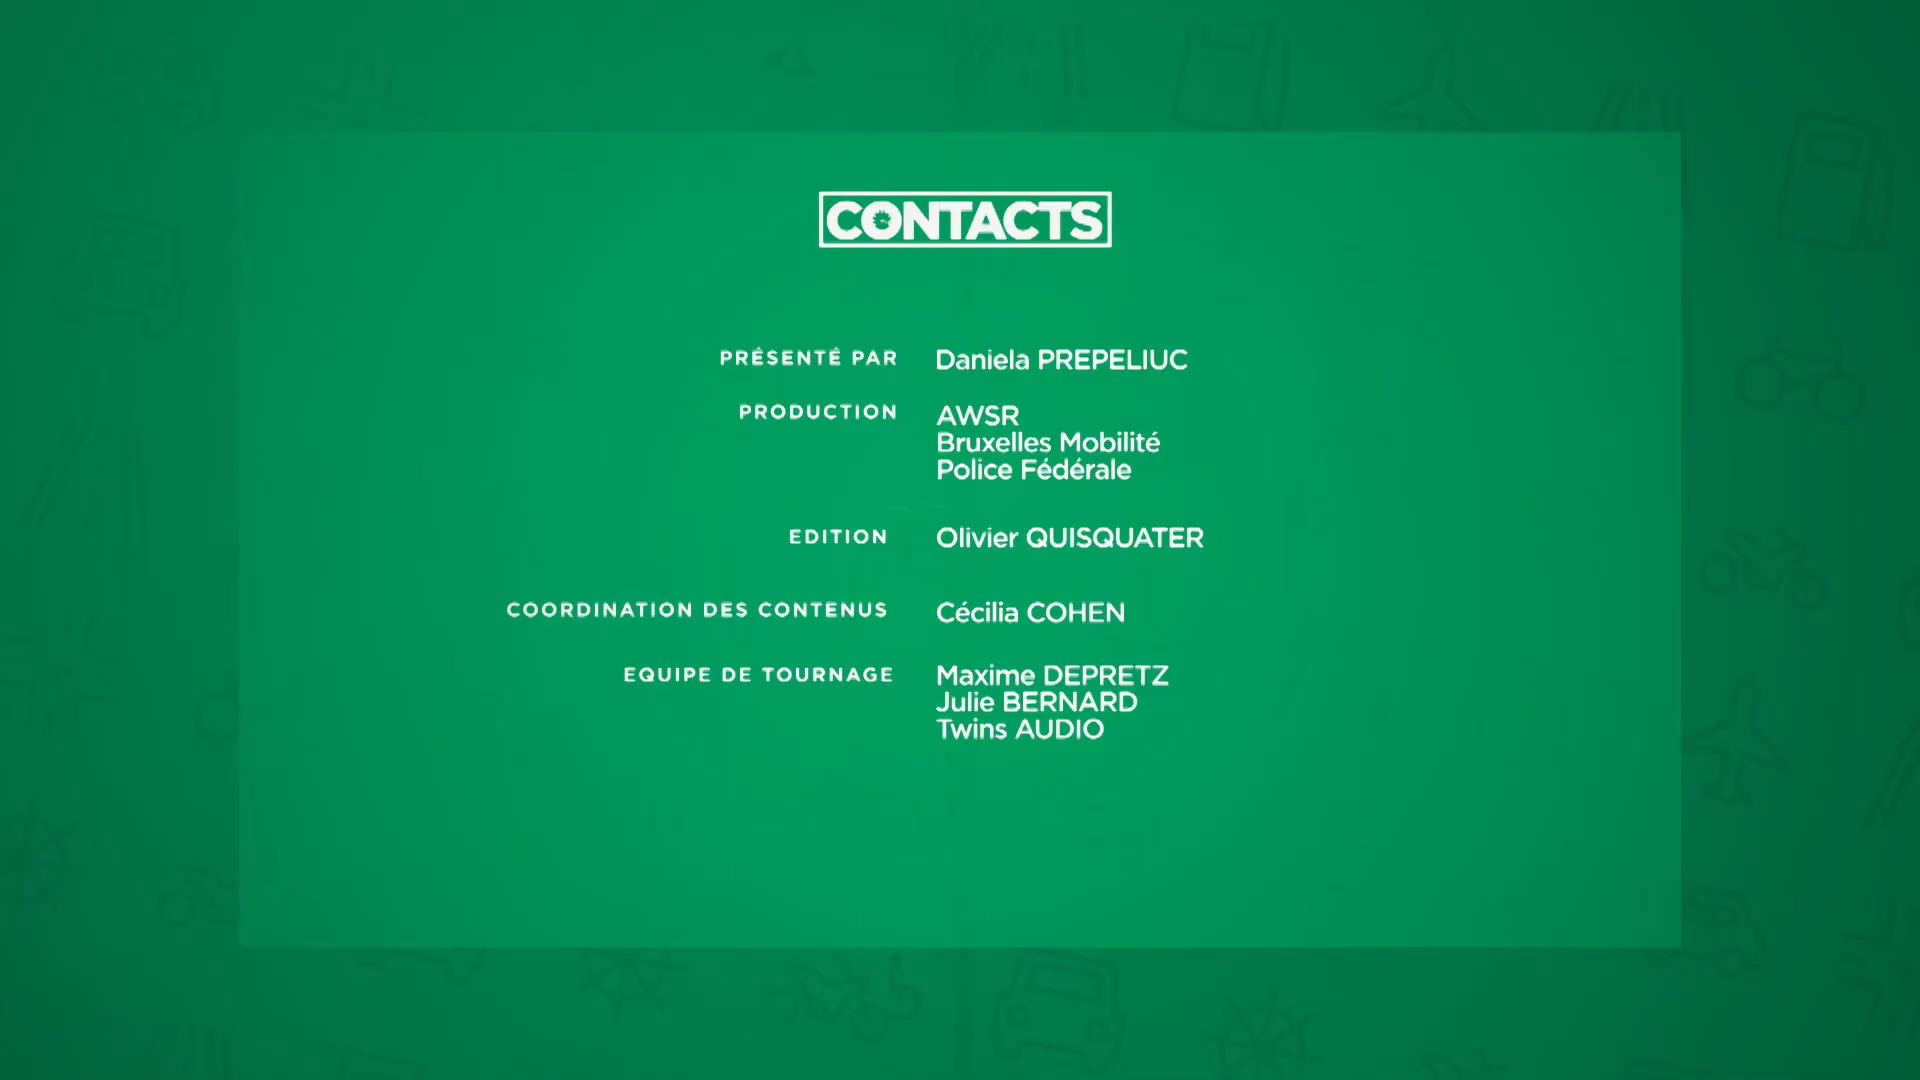 CONTACTS
PRÉSENTÉ PAR Daniela PREPELIUC
PRODUCTION AWSR
Bruxelles Mobilité
Police Fédérale
EDITION Olivier QUISQUATER
COORDINATION DES CONTENUS Cécilia COHEN
EQUIPE DE TOURNAGE Maxime DEPRETZ
Julie BERNARD
Twins AUDIO